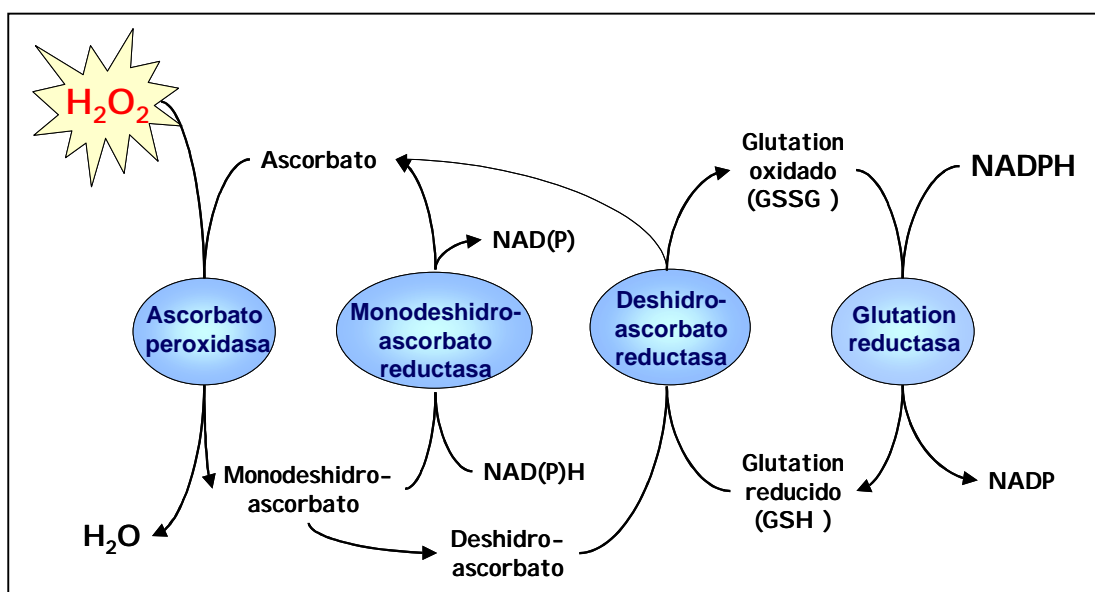 H₂O₂
Ascorbato
Glutation
oxidado
(GSSG )
NADPH
NAD(P)
Ascorbato
peroxidasa
Monodeshidro-
ascorbato
reductasa
Deshidro-
ascorbato
reductasa
Glutation
reductasa
Monodeshidro-
ascorbato
NAD(P)H
Glutation
reducido
(GSH )
NADP
H₂O
Deshidro-
ascorbato